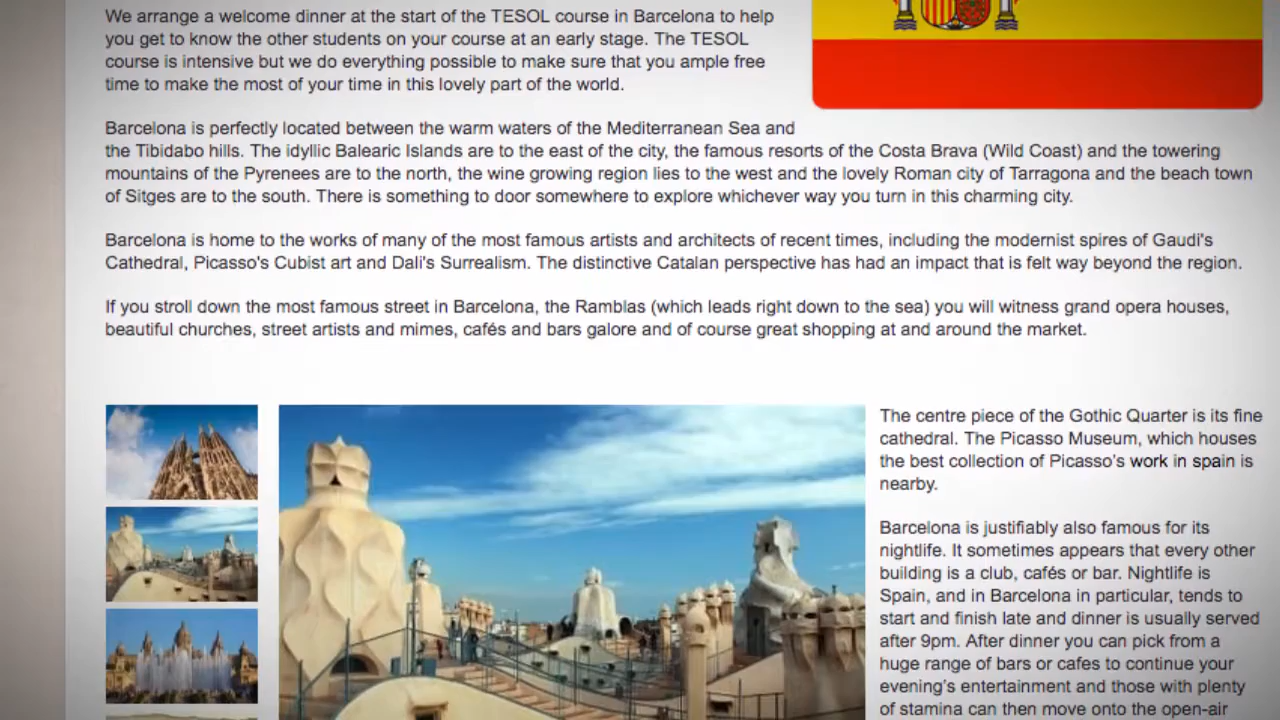 We arrange a welcome dinner at the start of the TESOL course in Barcelona to help
you get to know the other students on your course at an early stage. The TESOL
course is intensive but we do everything possible to make sure that you ample free
time to make the most of your time in this lovely part of the world.
Barcelona is perfectly located between the warm waters of the Mediterranean Sea and
the Tibidabo hills. The idyllic Balearic Islands are to the east of the city, the famous resorts of the Costa Brava (Wild Coast) and the towering
mountains of the Pyrenees are to the north, the wine growing region lies to the west and the lovely Roman city of Tarragona and the beach town
of Sitges are to the south. There is something to door somewhere to explore whichever way you turn in this charming city.
Barcelona is home to the works of many of the most famous artists and architects of recent times, including the modernist spires of Gaudi's
Cathedral, Picasso's Cubist art and Dali's Surrealism. The distinctive Catalan perspective has had an impact that is felt way beyond the region.
If you stroll down the most famous street in Barcelona, the Ramblas (which leads right down to the sea) you will witness grand opera houses,
beautiful churches, street artists and mimes, cafés and bars galore and of course great shopping at and around the market.
The centre piece of the Gothic Quarter is its fine
cathedral. The Picasso Museum, which houses
the best collection of Picasso's work in spain is
nearby.
Barcelona is justifiably also famous for its
nightlife. It sometimes appears that every other
building is a club, cafés or bar. Nightlife is
Spain, and in Barcelona in particular, tends to
start and finish late and dinner is usually served
after 9pm. After dinner you can pick from a
huge range of bars or cafes to continue your
evening's entertainment and those with plenty
of stamina can then move onto the open-air